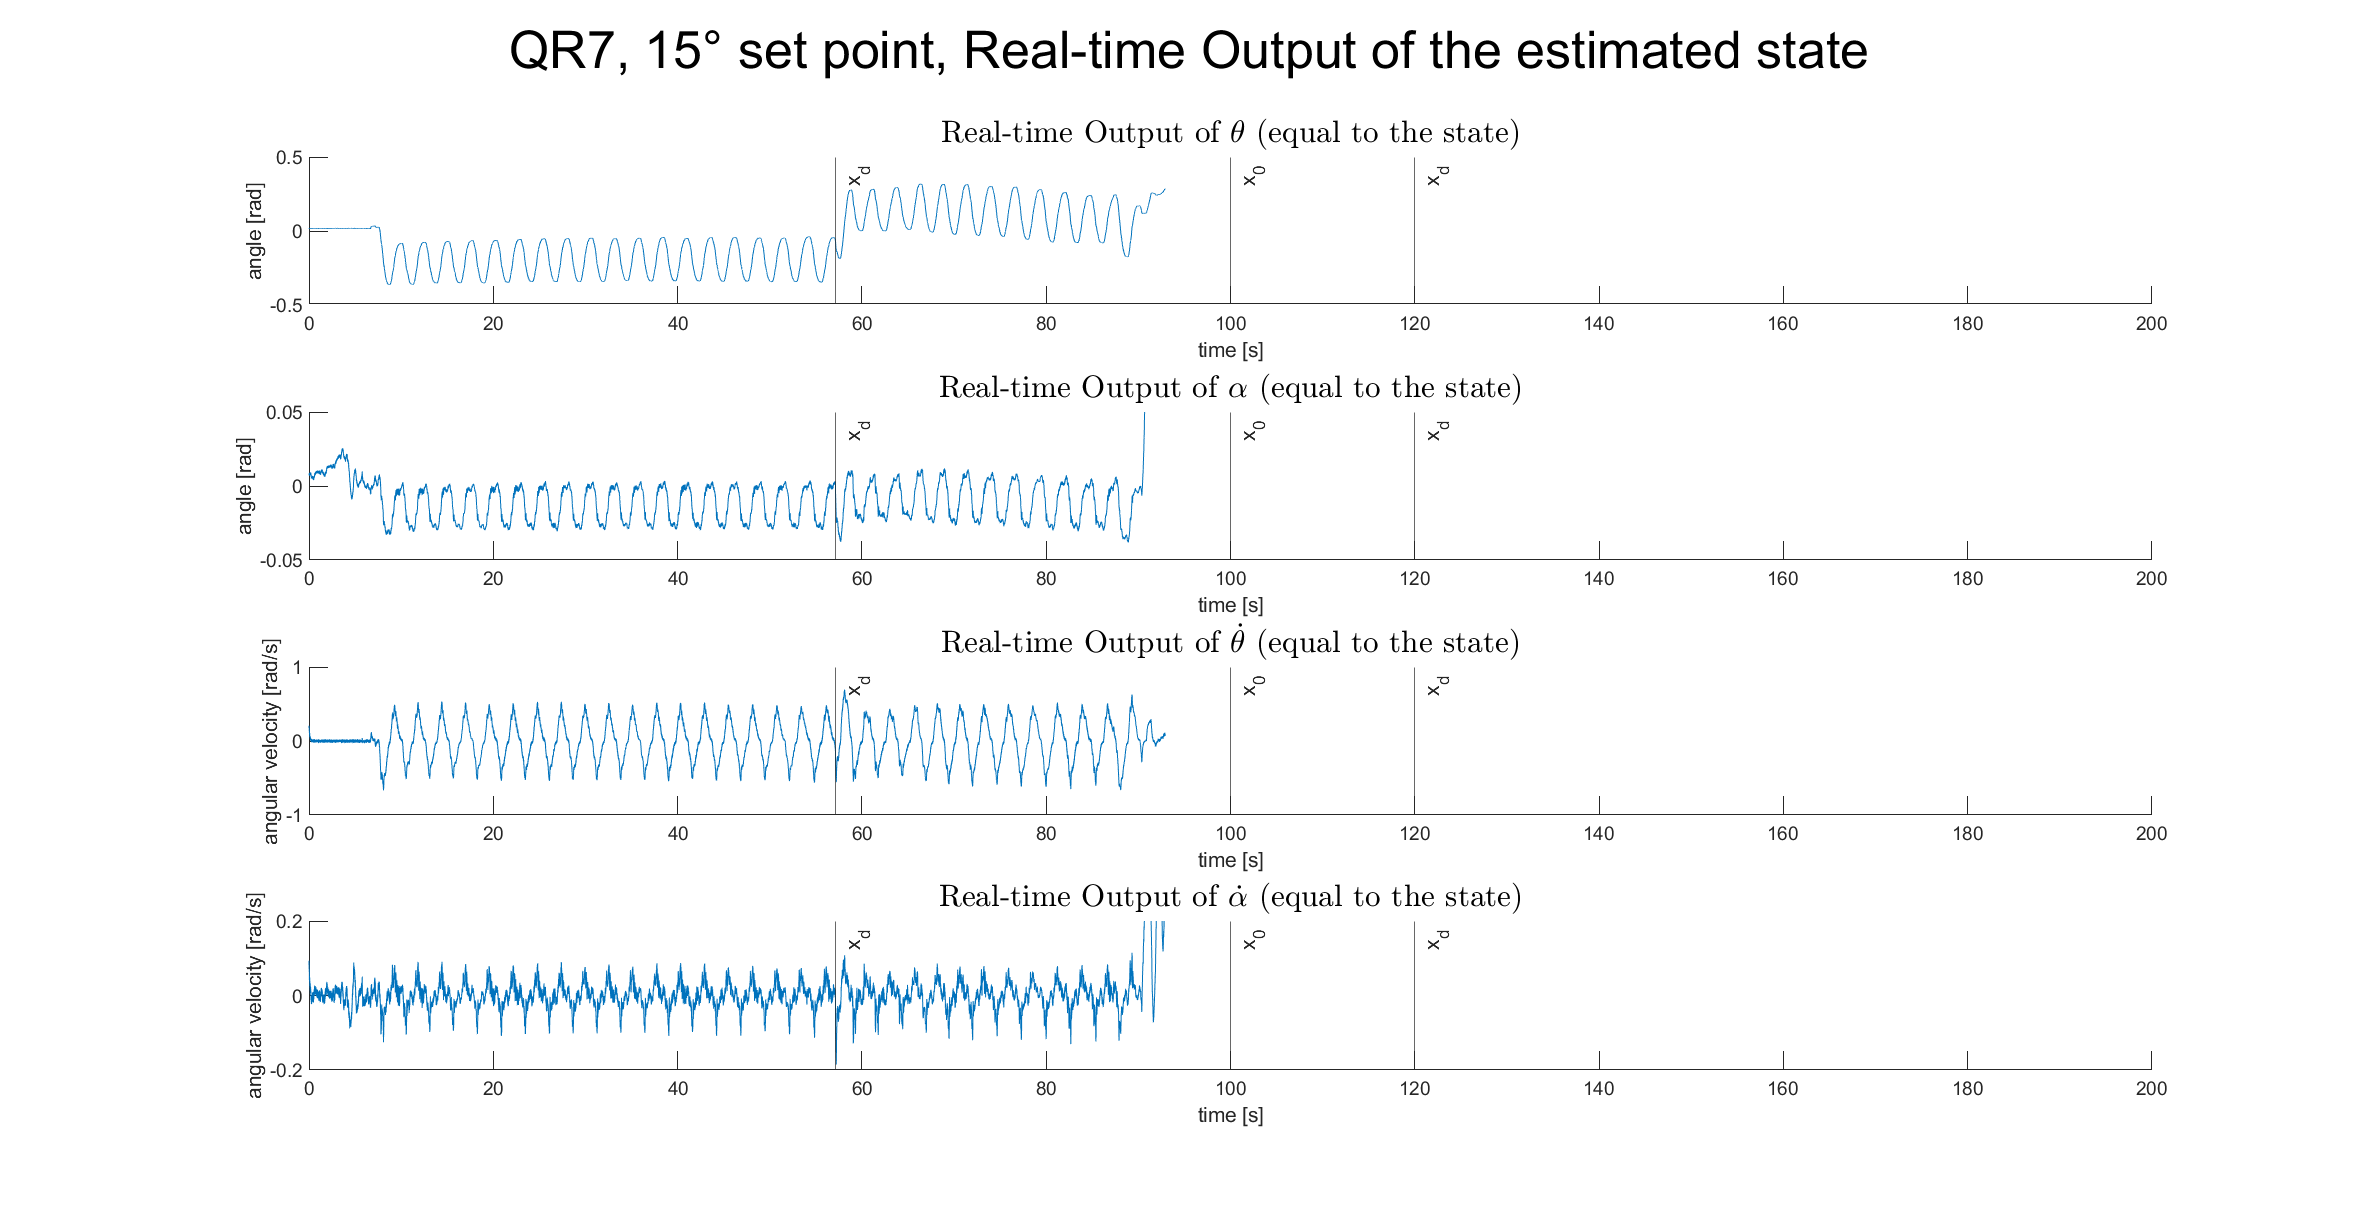 QR7, 15° set point, Real-time Output of the estimated state
Real-time Output of θ (equal to the state)
angle [rad]
0.5
0
-0.5
x_d
x_0
x_d
0 20 40 60 80 100 120 140 160 180 200
time [s]
Real-time Output of α (equal to the state)
angle [rad]
0.05
0
-0.05
x_d
x_0
x_d
0 20 40 60 80 100 120 140 160 180 200
time [s]
Real-time Output of θ̇ (equal to the state)
angular velocity [rad/s]
1
0
-1
x_d
x_0
x_d
0 20 40 60 80 100 120 140 160 180 200
time [s]
Real-time Output of α̇ (equal to the state)
angular velocity [rad/s]
0.2
0
-0.2
x_d
x_0
x_d
0 20 40 60 80 100 120 140 160 180 200
time [s]